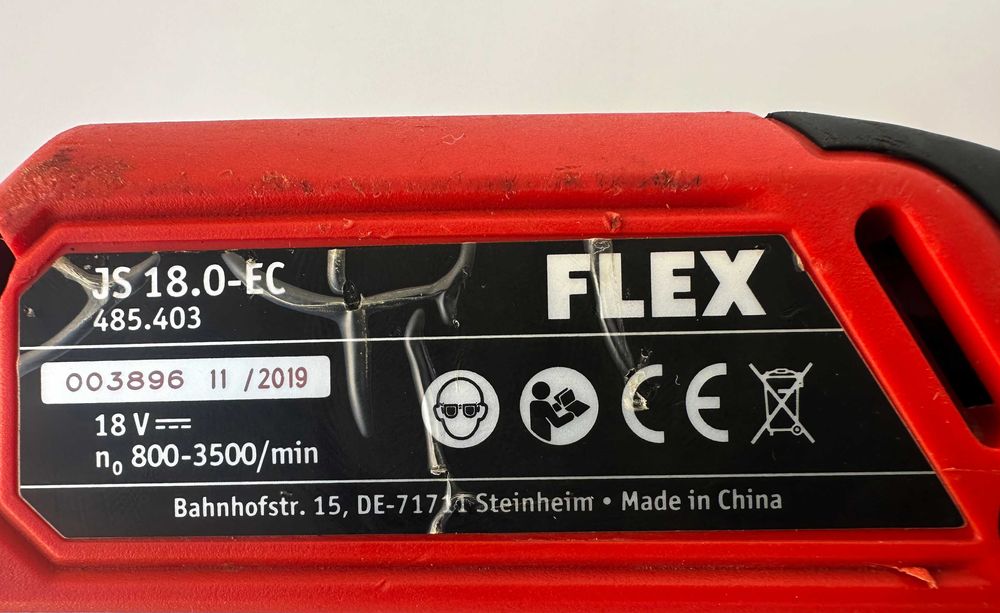 JS 18.0-EC
FLEX
485.403
003896 11/2019
18 V
n₀ 800-3500/min
CE
Bahnhofstr. 15, DE-71711 Steinheim • Made in China